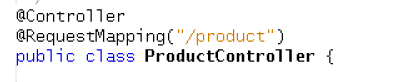 @Controller
@RequestMapping("/product")
public class ProductController {